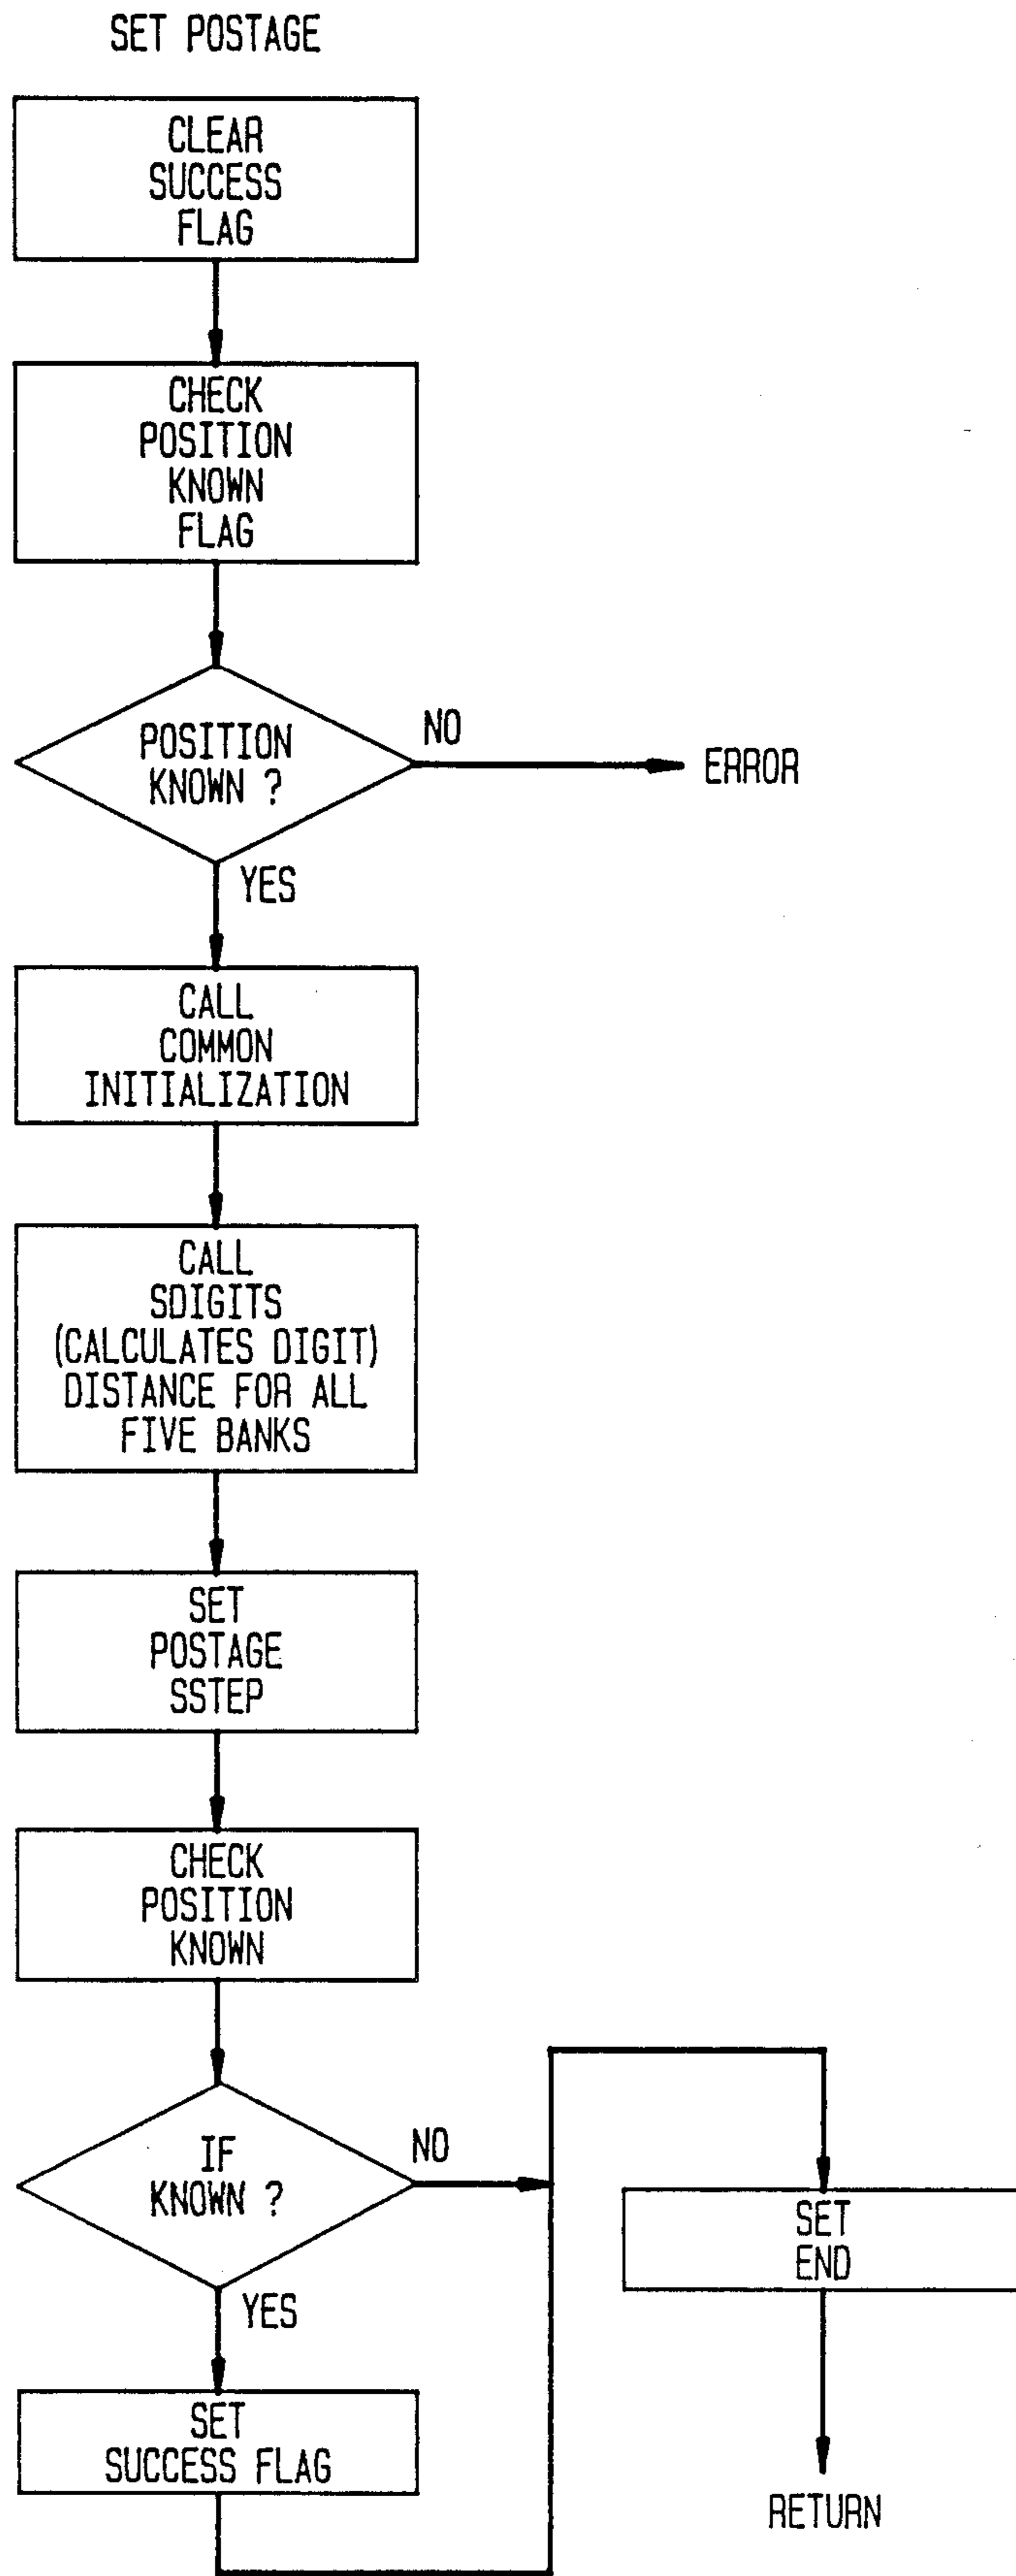 SET POSTAGE
CLEAR
SUCCESS
FLAG
CHECK
POSITION
KNOWN
FLAG
POSITION
KNOWN ?
NO
ERROR
YES
CALL
COMMON
INITIALIZATION
CALL
SDIGITS
(CALCULATES DIGIT)
DISTANCE FOR ALL
FIVE BANKS
SET
POSTAGE
SSTEP
CHECK
POSITION
KNOWN
IF
KNOWN ?
NO
YES
SET
SUCCESS FLAG
SET
END
RETURN